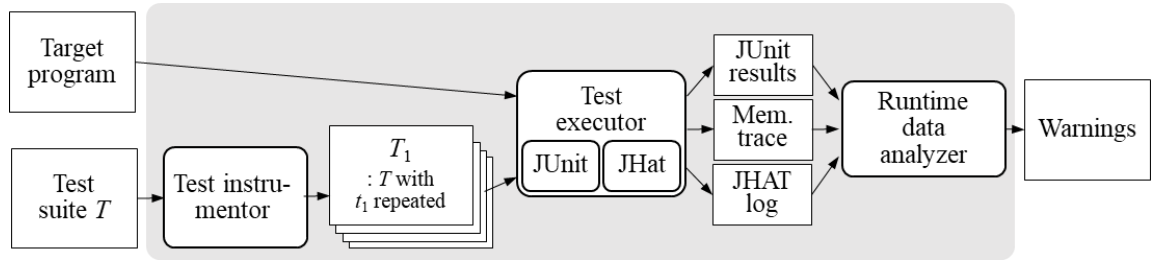 Target
program
Test
suite T
Test instru-
mentor
T1
: T with
t1 repeated
Test
executor
JUnit
JHat
JUnit
results
Mem.
trace
JHAT
log
Runtime
data
analyzer
Warnings